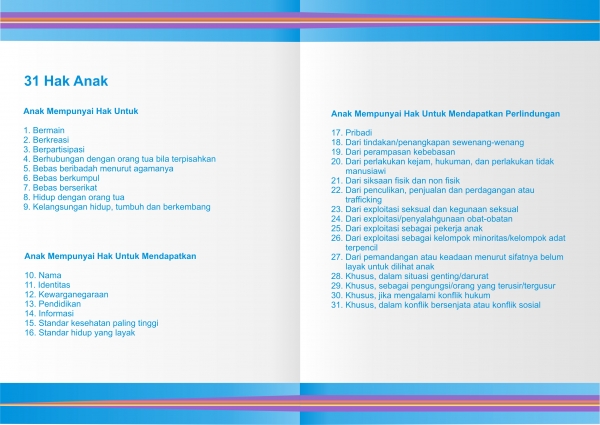 31 Hak Anak
Anak Mempunyai Hak Untuk
1. Bermain
2. Berkreasi
3. Berpartisipasi
4. Berhubungan dengan orang tua bila terpisahkan
5. Bebas beribadah menurut agamanya
6. Bebas berkumpul
7. Bebas berserikat
8. Hidup dengan orang tua
9. Kelangsungan hidup, tumbuh dan berkembang
Anak Mempunyai Hak Untuk Mendapatkan
10. Nama
11. Identitas
12. Kewarganegaraan
13. Pendidikan
14. Informasi
15. Standar kesehatan paling tinggi
16. Standar hidup yang layak
Anak Mempunyai Hak Untuk Mendapatkan Perlindungan
17. Pribadi
18. Dari tindakan/penangkapan sewenang-wenang
19. Dari perampasan kebebasan
20. Dari perlakuan kejam, hukuman, dan perlakuan tidak
manusiawi
21. Dari siksaan fisik dan non fisik
22. Dari penculikan, penjualan dan perdagangan atau
trafficking
23. Dari exploitasi seksual dan kegunaan seksual
24. Dari exploitasi/penyalahgunaan obat-obatan
25. Dari exploitasi sebagai pekerja anak
26. Dari exploitasi sebagai kelompok minoritas/kelompok adat
terpencil
27. Dari pemandangan atau keadaan menurut sifatnya belum
layak untuk dilihat anak
28. Khusus, dalam situasi genting/darurat
29. Khusus, sebagai pengungsi/orang yang terusir/tergusur
30. Khusus, jika mengalami konflik hukum
31. Khusus, dalam konflik bersenjata atau konflik sosial